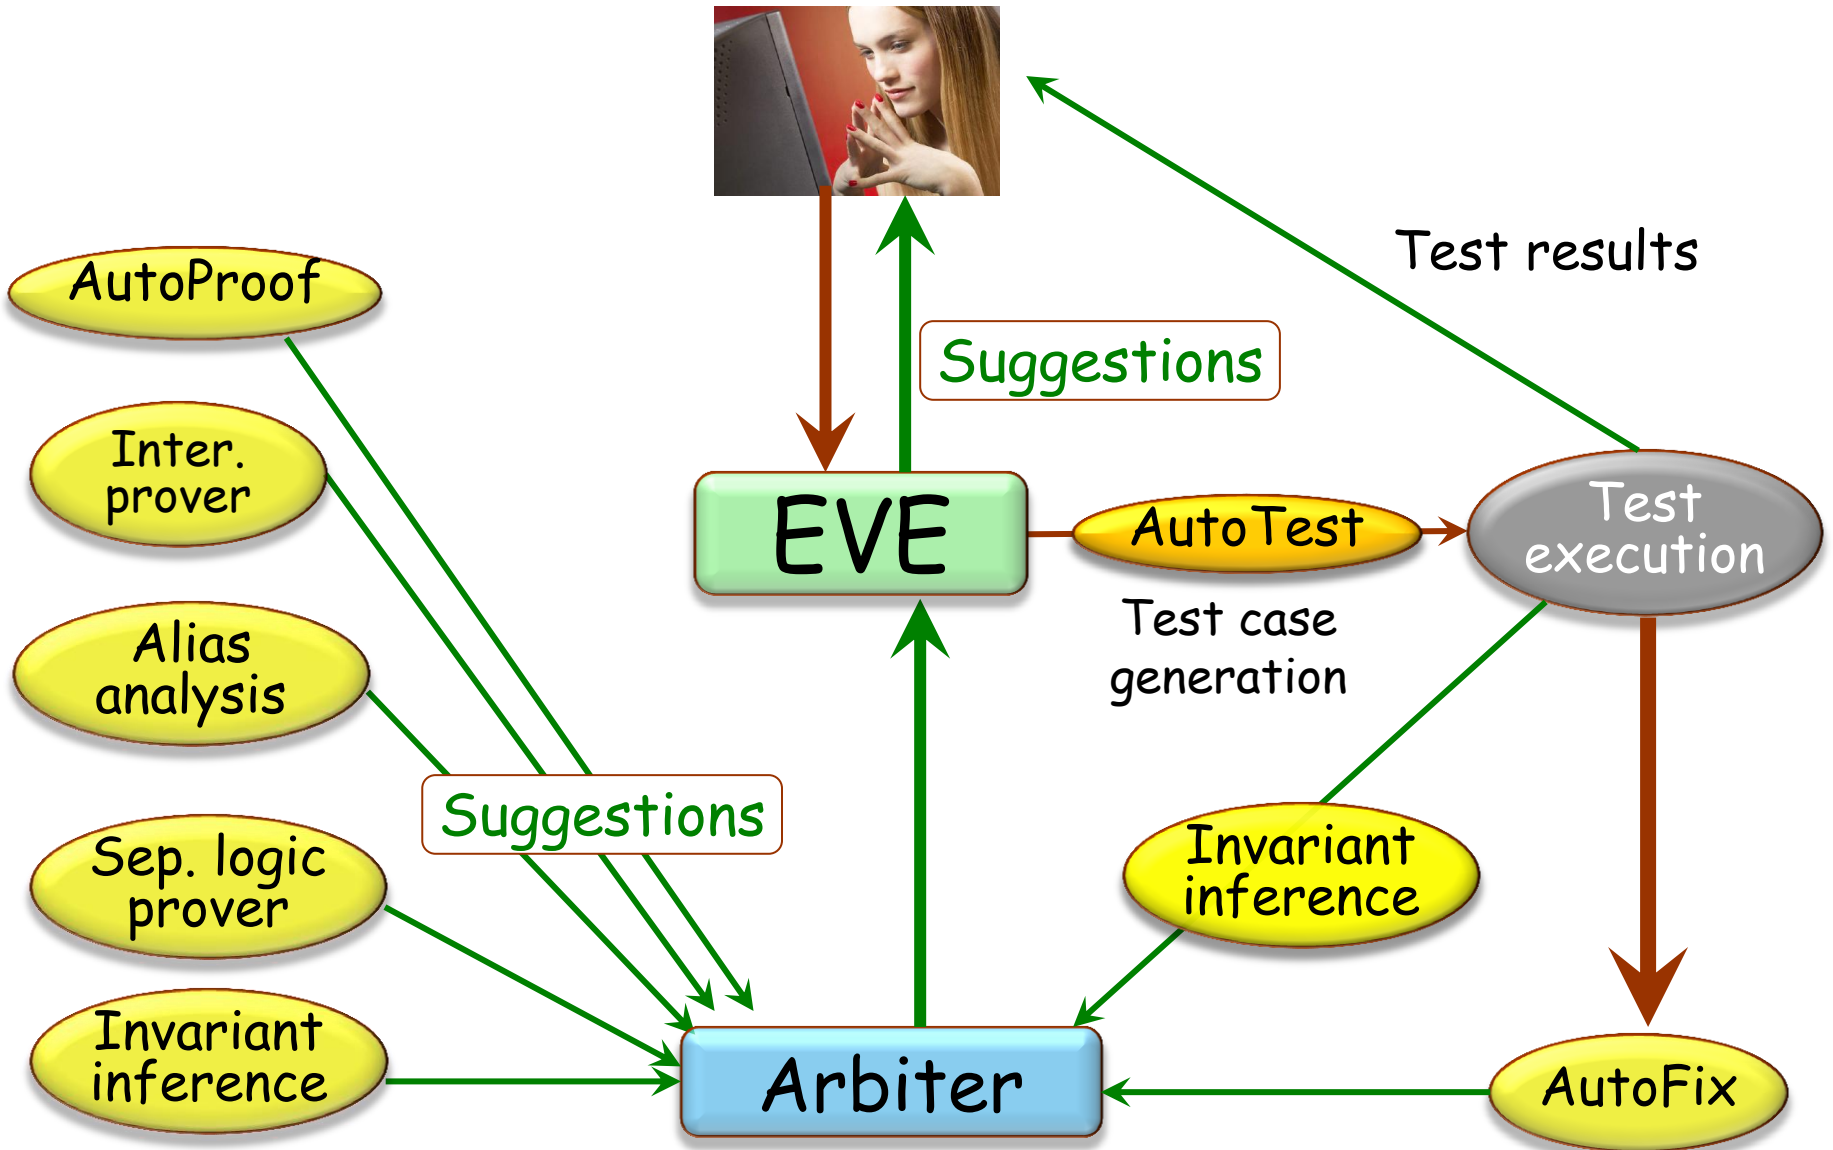 Test results
AutoProof
Suggestions
Inter.
prover
EVE
AutoTest
Test
execution
Test case
generation
Alias
analysis
Suggestions
Sep. logic
prover
Invariant
inference
Invariant
inference
Arbiter
AutoFix